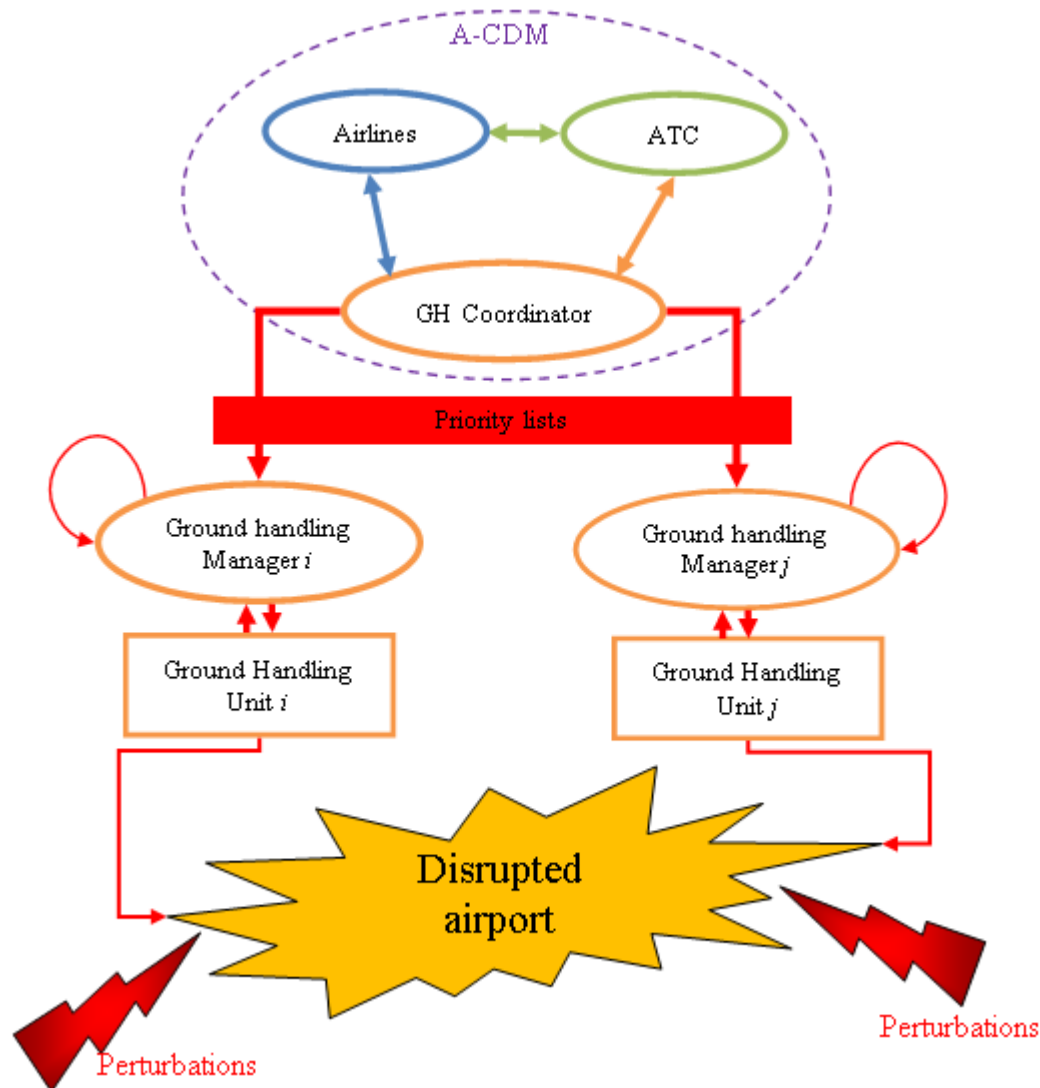 A-CDM
Airlines
ATC
GH Coordinator
Priority lists
Ground handling
Manager i
Ground handling
Manager j
Ground Handling
Unit i
Ground Handling
Unit j
Disrupted
airport
Perturbations
Perturbations